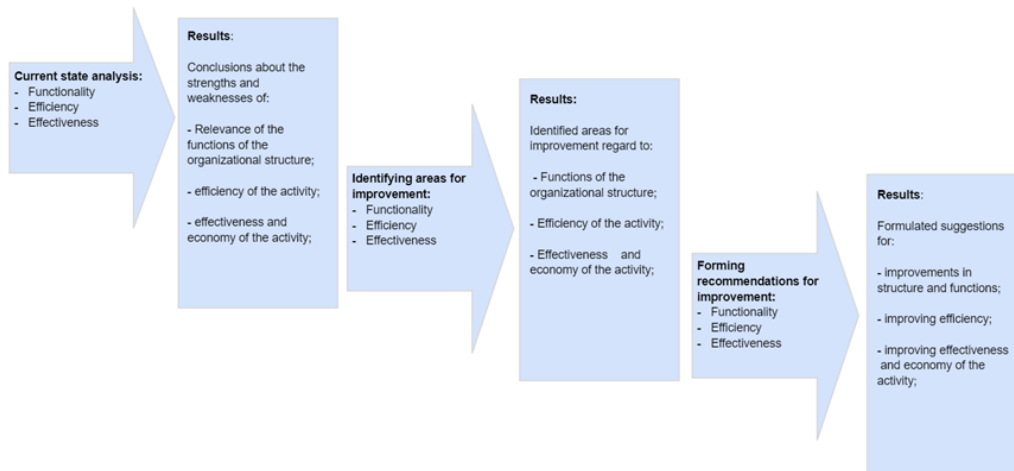 Current state analysis:
- Functionality
- Efficiency
- Effectiveness
Results:
Conclusions about the
strengths and
weaknesses of:
- Relevance of the
functions of the
organizational structure;
- efficiency of the activity;
- effectiveness and
economy of the activity;
Identifying areas for
improvement:
- Functionality
- Efficiency
- Effectiveness
Results:
Identified areas for
improvement regard to:
- Functions of the
organizational structure;
- Efficiency of the activity;
- Effectiveness and
economy of the activity;
Forming
recommendations for
improvement:
- Functionality
- Efficiency
- Effectiveness
Results:
Formulated suggestions
for:
- improvements in
structure and functions;
- improving efficiency;
- improving effectiveness
and economy of the
activity;